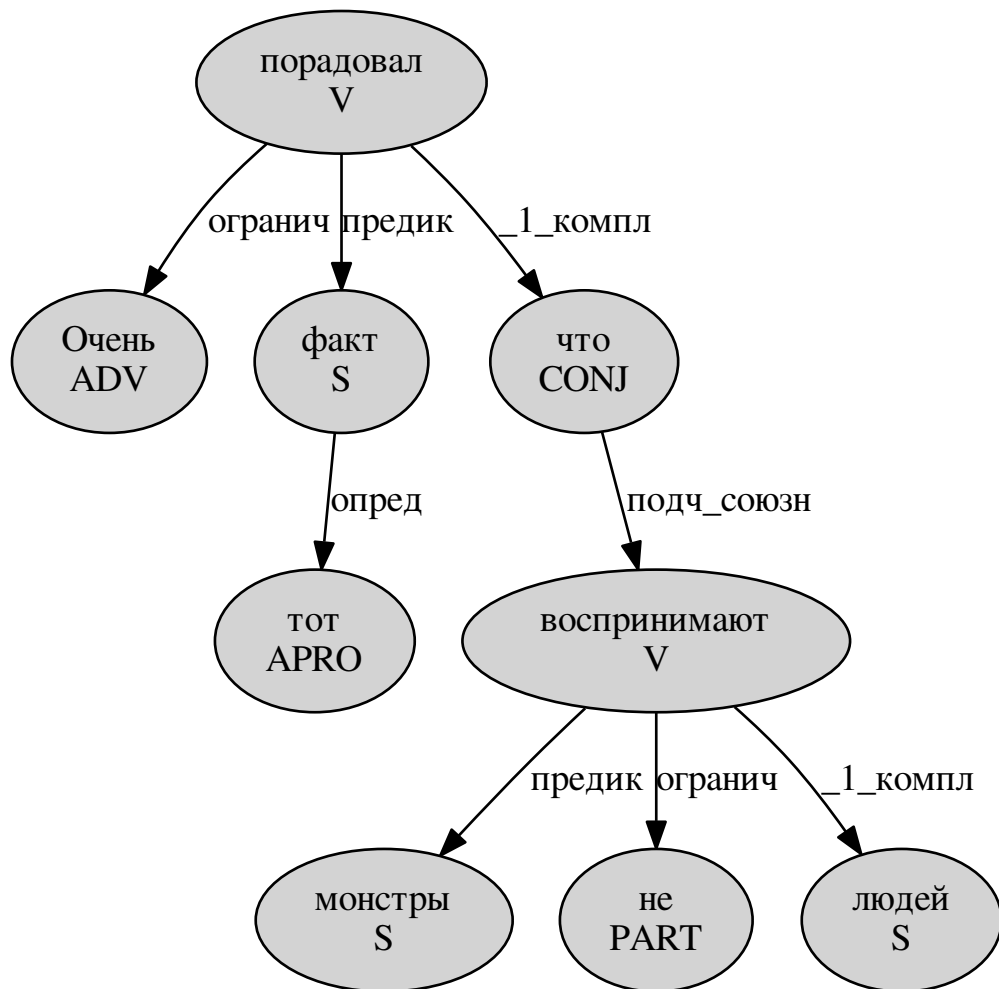 порадовал
V
огранич
предик
_1_компл
Очень
ADV
факт
S
что
CONJ
опред
подч_союзн
тот
APRO
воспринимают
V
предик
огранич
_1_компл
монстры
S
не
PART
людей
S